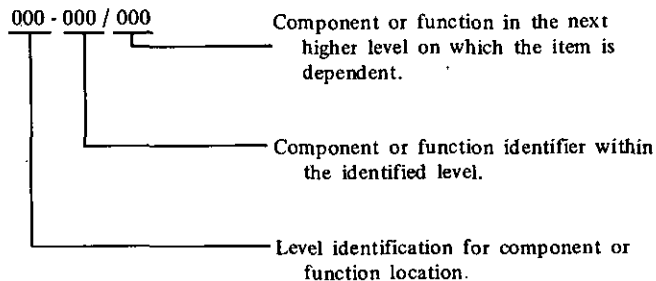 000 - 000 / 000
Component or function in the next
higher level on which the item is
dependent.
Component or function identifier within
the identified level.
Level identification for component or
function location.